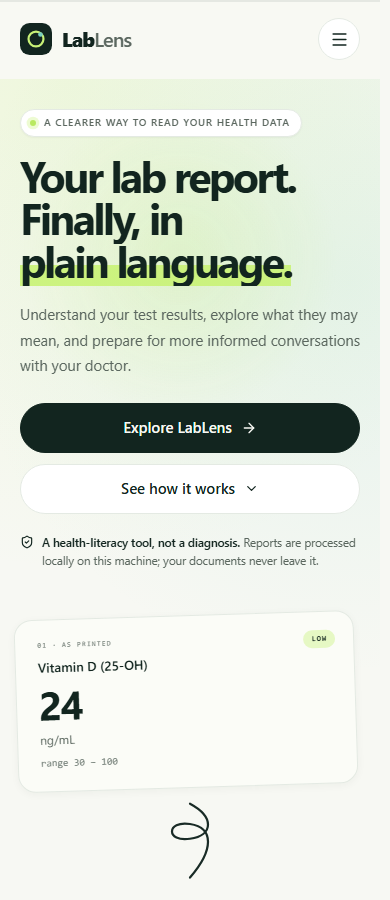 LabLens
A CLEARER WAY TO READ YOUR HEALTH DATA
Your lab report.
Finally, in
plain language.
Understand your test results, explore what they may
mean, and prepare for more informed conversations
with your doctor.
Explore LabLens →
See how it works
A health-literacy tool, not a diagnosis. Reports are processed
locally on this machine; your documents never leave it.
01 · AS PRINTED
LOW
Vitamin D (25-OH)
24
ng/mL
range 30 – 100